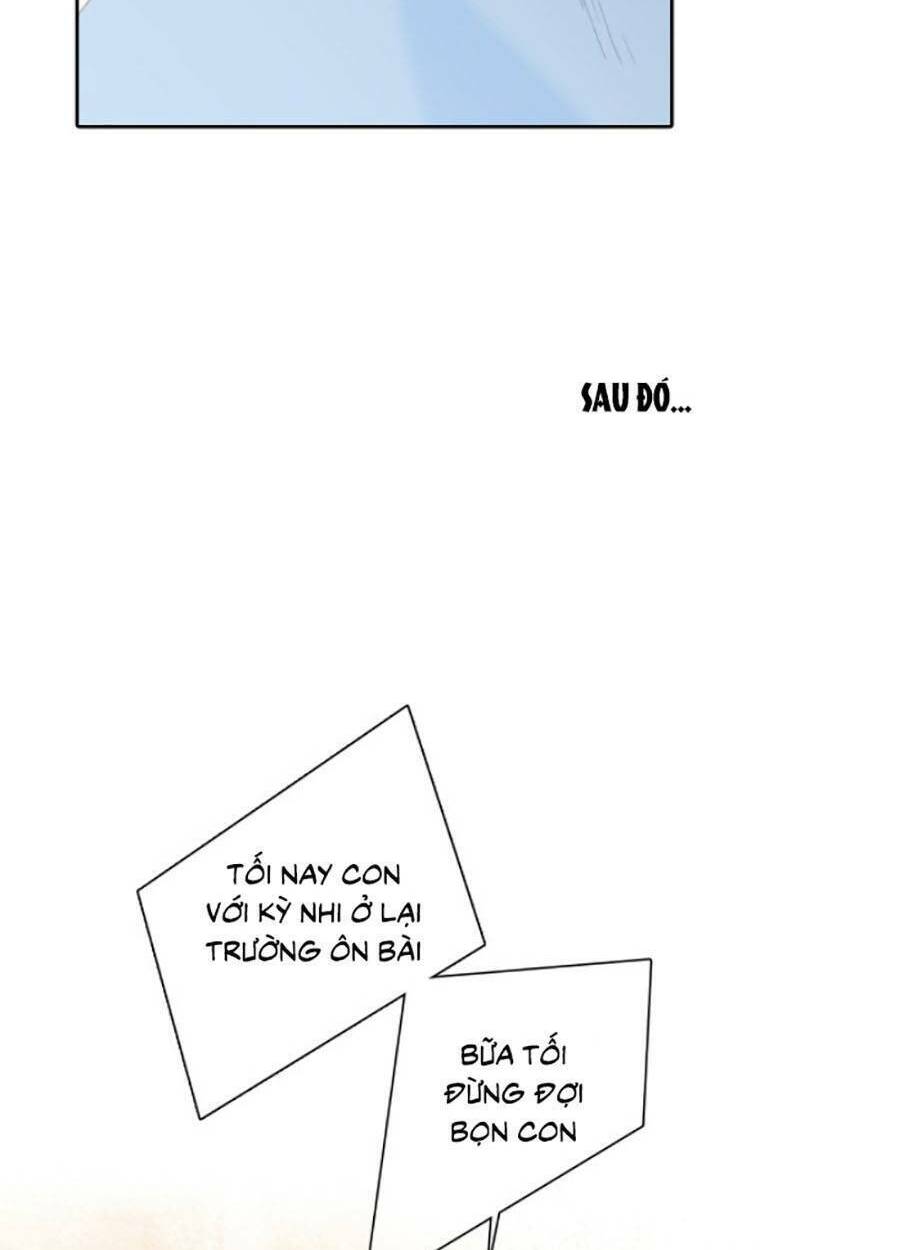 SAU ĐÓ...
TỐI NAY CON
VỚI KỲ NHI Ở LẠI
TRƯỜNG ÔN BÀI
BỮA TỐI
ĐỪNG ĐỢI
BỌN CON